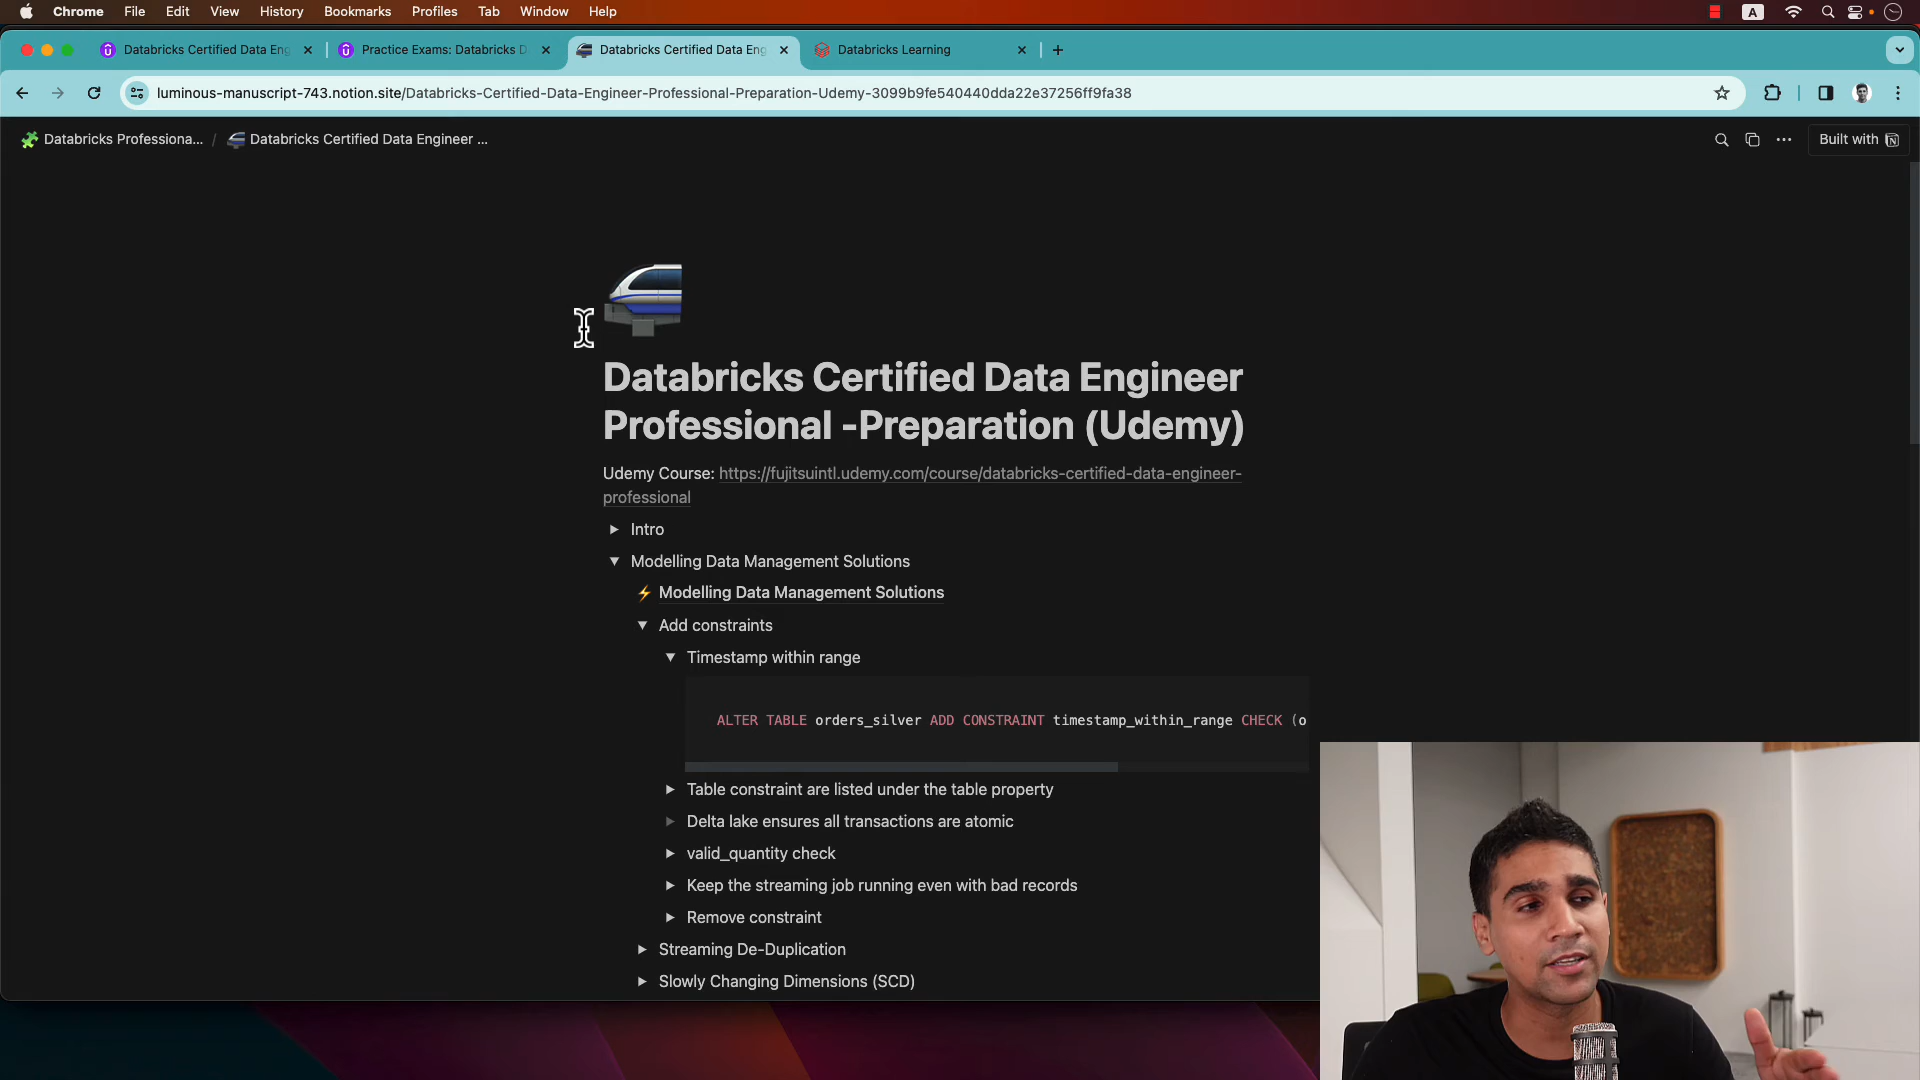 Chrome File Edit View History Bookmarks Profiles Tab Window Help A
Databricks Certified Data Eng
Practice Exams: Databricks D
Databricks Certified Data Eng
Databricks Learning
luminous-manuscript-743.notion.site/Databricks-Certified-Data-Engineer-Professional-Preparation-Udemy-3099b9fe540440dda22e37256ff9fa38
Databricks Professiona... / Databricks Certified Data Engineer ...
Built with
Databricks Certified Data Engineer
Professional -Preparation (Udemy)
Udemy Course: https://fujitsuintl.udemy.com/course/databricks-certified-data-engineer-
professional
Intro
Modelling Data Management Solutions
Modelling Data Management Solutions
Add constraints
Timestamp within range
ALTER TABLE orders_silver ADD CONSTRAINT timestamp_within_range CHECK (o
Table constraint are listed under the table property
Delta lake ensures all transactions are atomic
valid_quantity check
Keep the streaming job running even with bad records
Remove constraint
Streaming De-Duplication
Slowly Changing Dimensions (SCD)